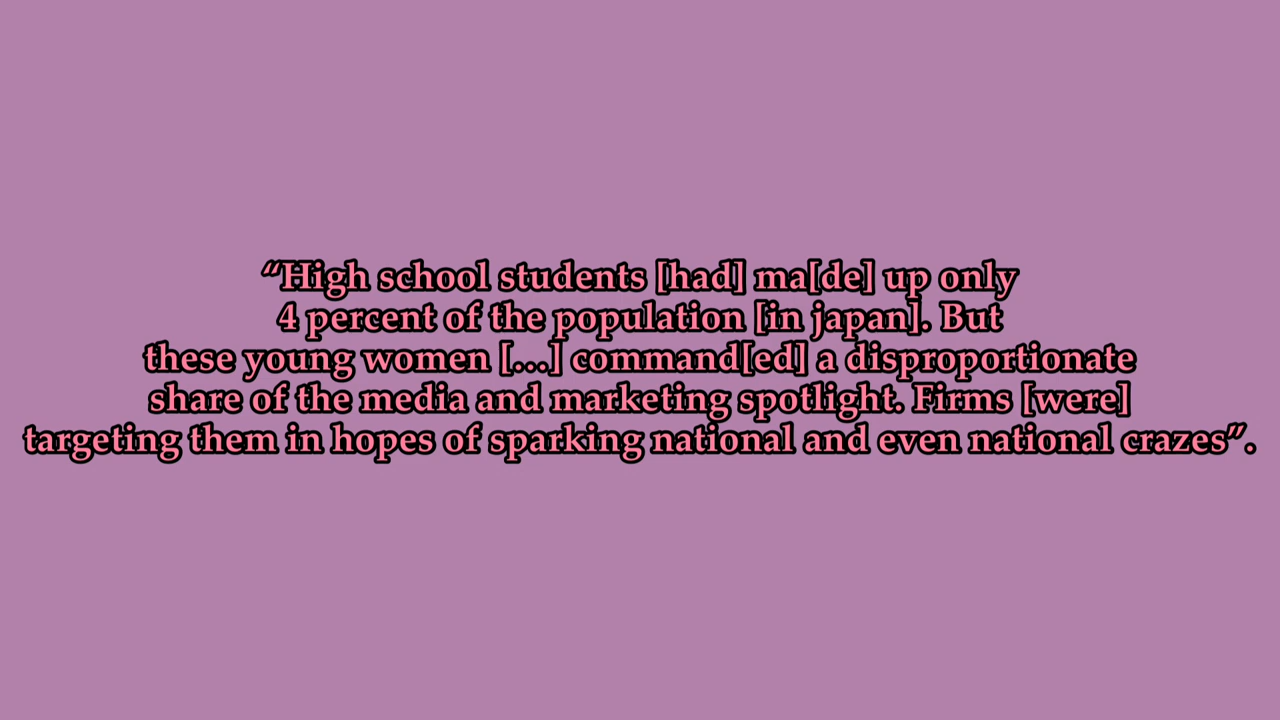 “High school students [had] ma[de] up only
4 percent of the population [in japan]. But
these young women [...] command[ed] a disproportionate
share of the media and marketing spotlight. Firms [were]
targeting them in hopes of sparking national and even national crazes”.